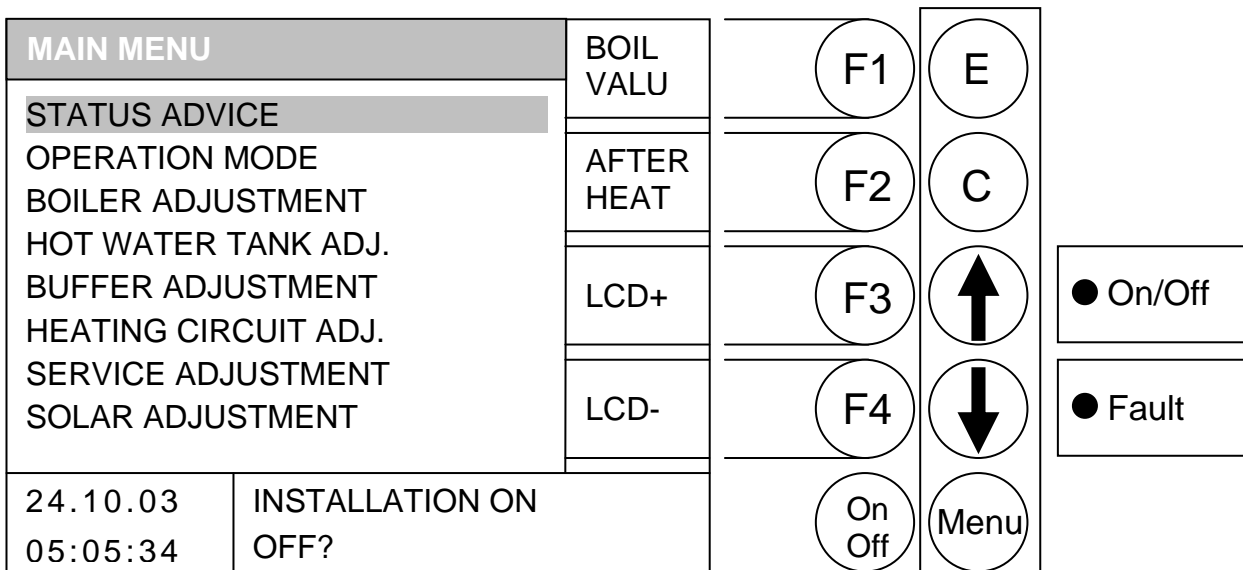 MAIN MENU
STATUS ADVICE
OPERATION MODE
BOILER ADJUSTMENT
HOT WATER TANK ADJ.
BUFFER ADJUSTMENT
HEATING CIRCUIT ADJ.
SERVICE ADJUSTMENT
SOLAR ADJUSTMENT
24.10.03
05:05:34
INSTALLATION ON
OFF?
BOIL
VALU
AFTER
HEAT
LCD+
LCD-
F1
F2
F3
F4
On
Off
E
C
Menu
On/Off
Fault